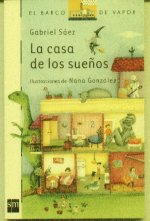 EL BARCO DE VAPOR
Gabriel Sáez
La casa
de los sueños
Ilustraciones de Nana González
sm